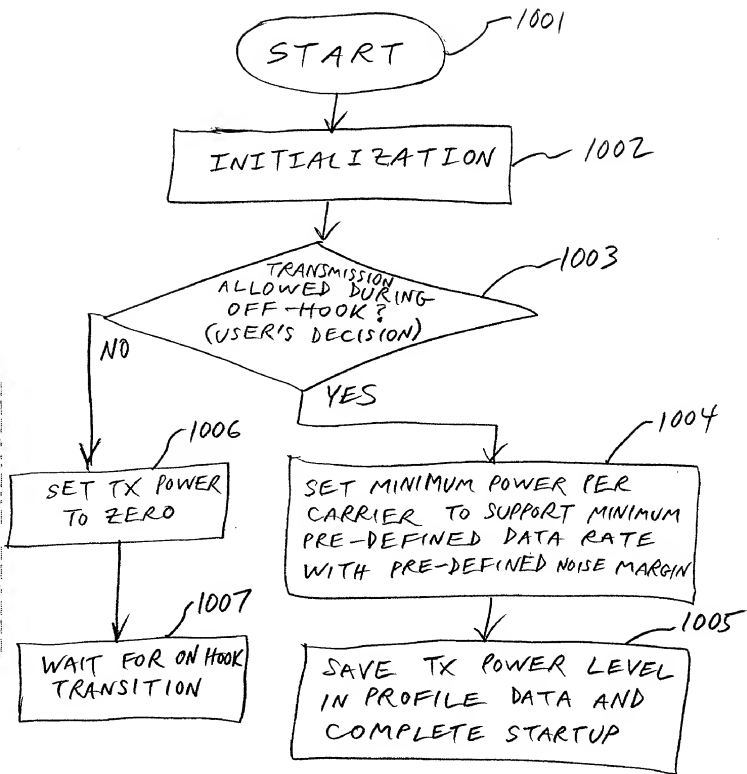 1001
START
INITIALIZATION
1002
1003
TRANSMISSION
ALLOWED DURING
OFF-HOOK?
(USER'S DECISION)
NO
YES
1006
SET TX POWER
TO ZERO
1004
SET MINIMUM POWER PER
CARRIER TO SUPPORT MINIMUM
PRE-DEFINED DATA RATE
WITH PRE-DEFINED NOISE MARGIN
1007
WAIT FOR ON HOOK
TRANSITION
1005
SAVE TX POWER LEVEL
IN PROFILE DATA AND
COMPLETE STARTUP